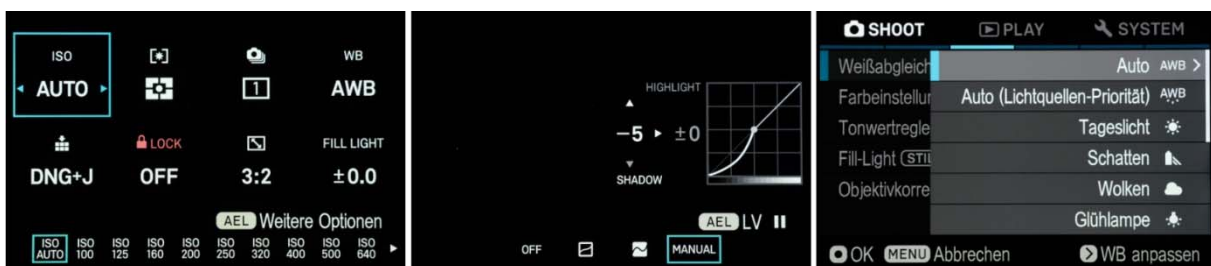 ISO WB
AUTO 1 AWB
LOCK FILL LIGHT
DNG+J OFF 3:2 ±0.0
AEL Weitere Optionen
ISO AUTO ISO 100 ISO 125 ISO 160 ISO 200 ISO 250 ISO 320 ISO 400 ISO 500 ISO 640
HIGHLIGHT
−5 ±0
SHADOW
AEL LV
OFF MANUAL
SHOOT PLAY SYSTEM
Weißabgleich Auto AWB
Farbeinstellur Auto (Lichtquellen-Priorität) AWB
Tonwertregle Tageslicht
Fill-Light (STIL Schatten
Objektivkorre Wolken
Glühlampe
OK MENU Abbrechen WB anpassen